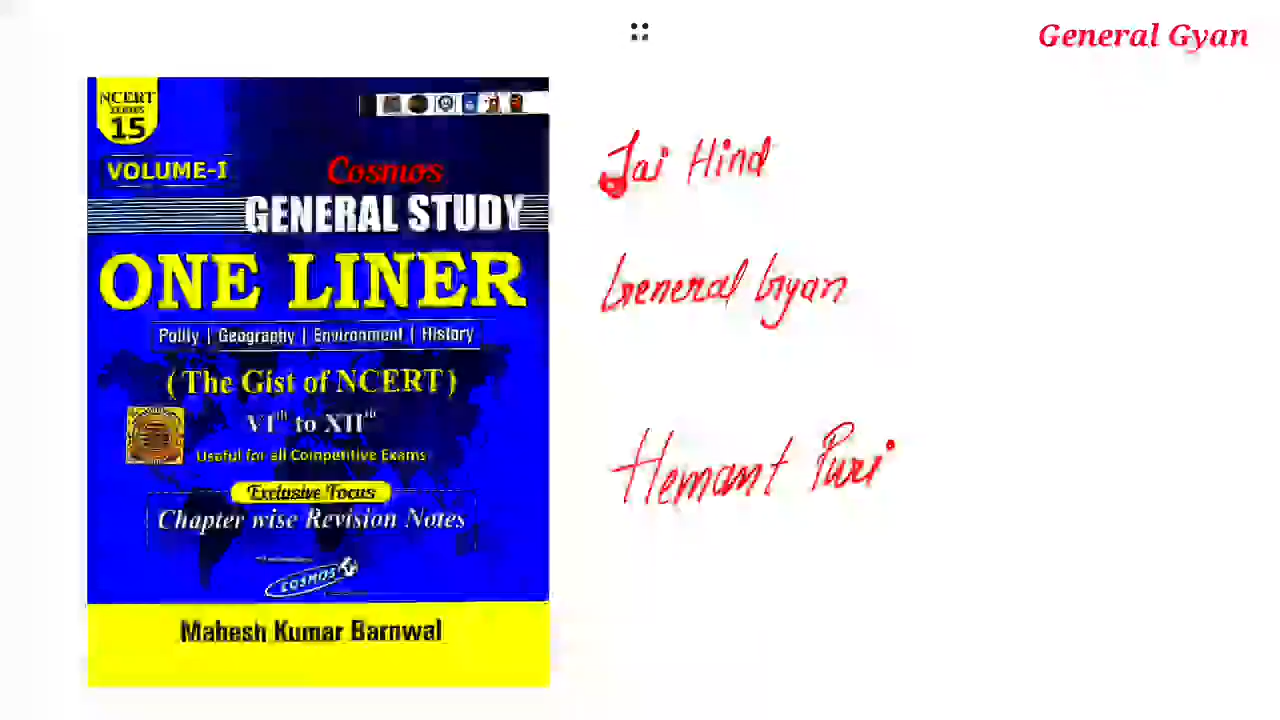 General Gyan
NCERT
SERIES
15
VOLUME-I
Cosmos
GENERAL STUDY
ONE LINER
Polity | Geography | Environment | History
(The Gist of NCERT)
VIth to XIIth
Useful for all Competitive Exams
Exclusive Focus
Chapter wise Revision Notes
COSMOS
Mahesh Kumar Barnwal
Jai Hind
General Gyan
Hemant Puri